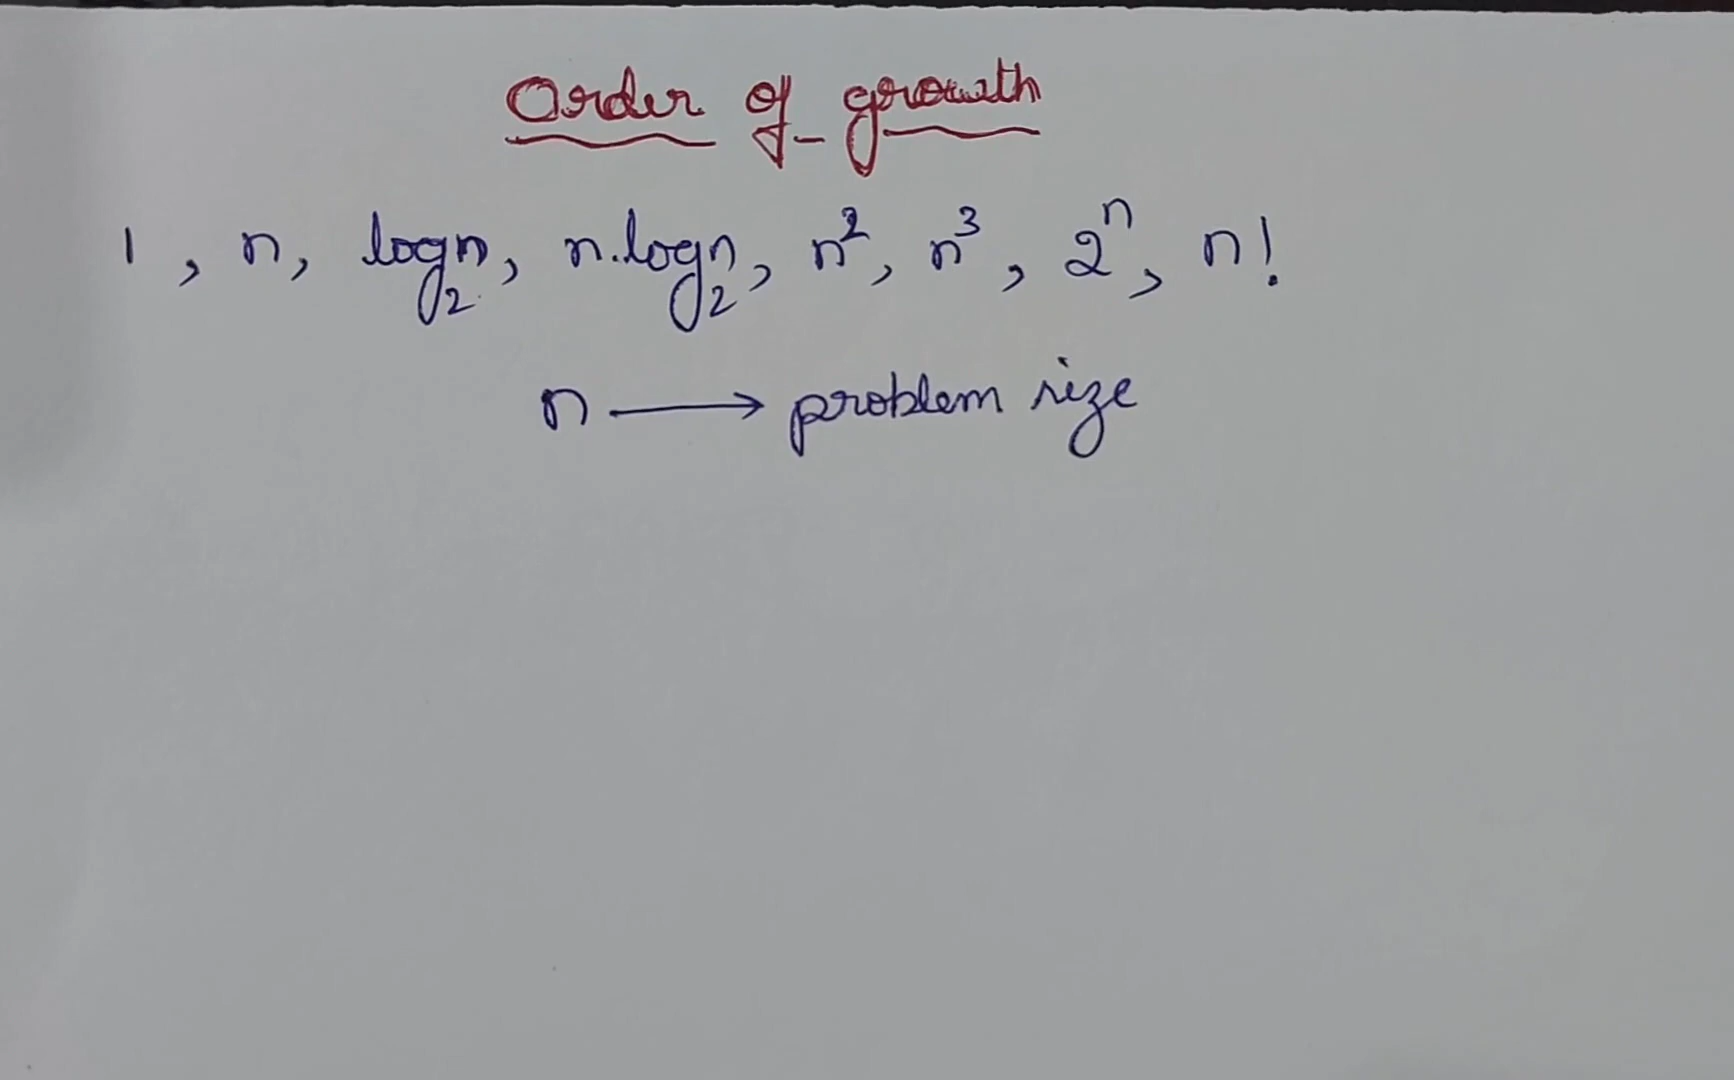 Order of growth
1, n, log₂n, n.log₂n, n², n³, 2ⁿ, n!
n ⟶ problem size